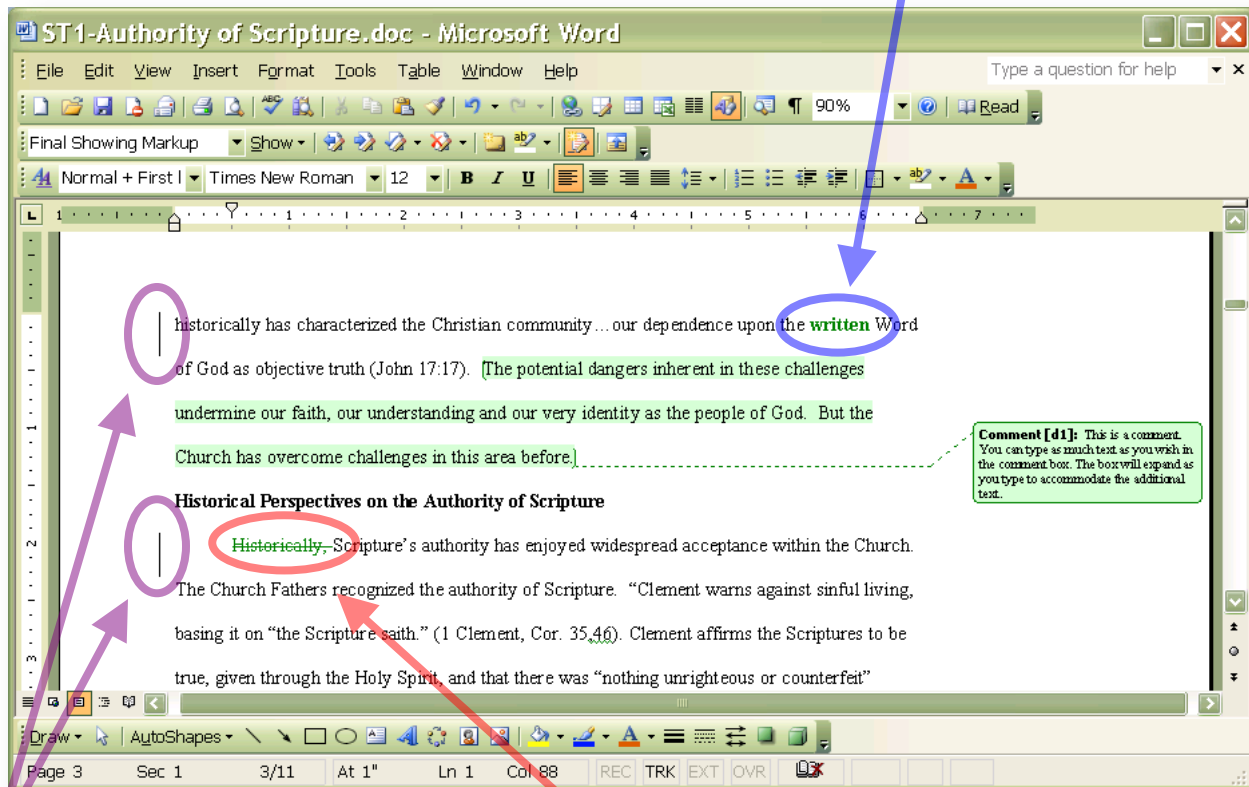 ST1-Authority of Scripture.doc - Microsoft Word
File Edit View Insert Format Tools Table Window Help Type a question for help
90% Read
Final Showing Markup Show
Normal + First l Times New Roman 12 B I U
1 1 2 3 4 5 6 7
historically has characterized the Christian community…our dependence upon the written Word
of God as objective truth (John 17:17). The potential dangers inherent in these challenges
undermine our faith, our understanding and our very identity as the people of God. But the
Church has overcome challenges in this area before.
Comment [d1]: This is a comment.
You can type as much text as you wish in
the comment box. The box will expand as
you type to accommodate the additional
text.
Historical Perspectives on the Authority of Scripture
Historically, Scripture’s authority has enjoyed widespread acceptance within the Church.
The Church Fathers recognized the authority of Scripture. “Clement warns against sinful living,
basing it on “the Scripture saith.” (1 Clement, Cor. 35,46). Clement affirms the Scriptures to be
true, given through the Holy Spirit, and that there was “nothing unrighteous or counterfeit”
Draw AutoShapes
Page 3 Sec 1 3/11 At 1" Ln 1 Col 88 REC TRK EXT OVR